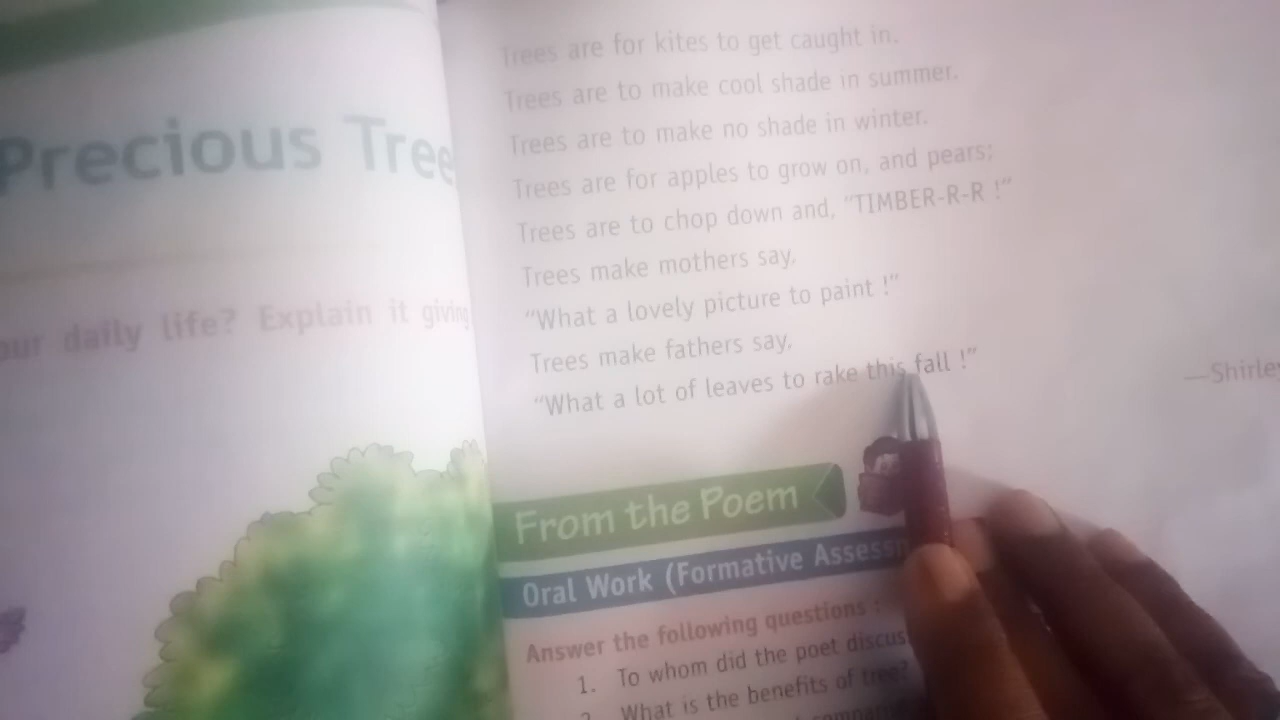 Precious Tree
our daily life? Explain it giving
Trees are for kites to get caught in.
Trees are to make cool shade in summer.
Trees are to make no shade in winter.
Trees are for apples to grow on, and pears;
Trees are to chop down and, "TIMBER-R-R !"
Trees make mothers say,
"What a lovely picture to paint !"
Trees make fathers say,
"What a lot of leaves to rake this fall !"
—Shirley
From the Poem
Oral Work (Formative Assess
Answer the following questions :
1. To whom did the poet discus
2. What is the benefits of tree?